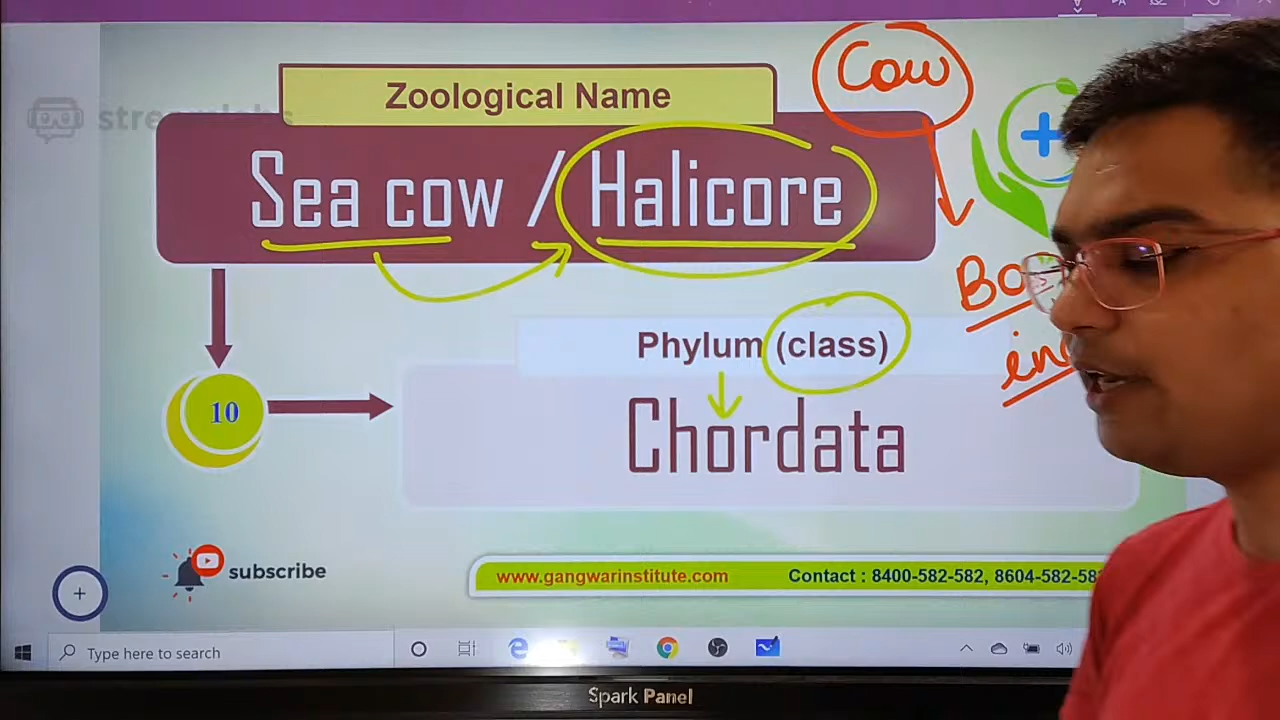 Cow
Zoological Name
Sea cow / Halicore
Phylum (class)
10
Chordata
subscribe
www.gangwarinstitute.com
Contact : 8400-582-582, 8604-582-58
Type here to search
Spark Panel